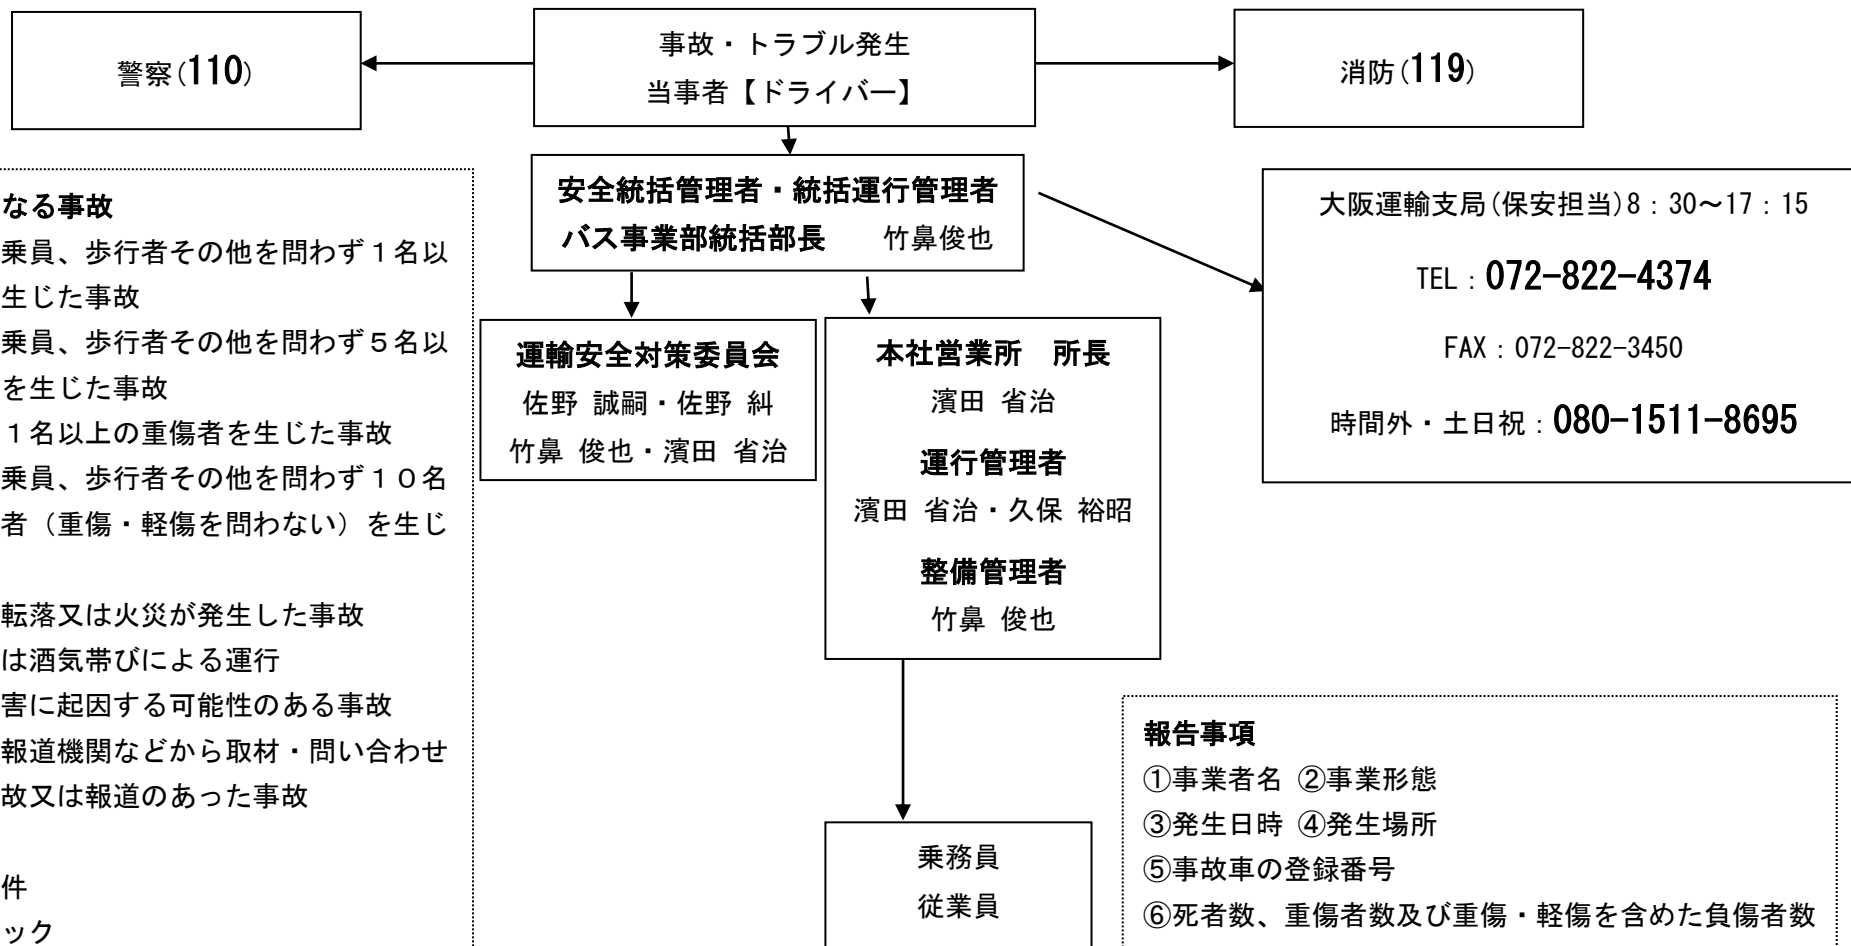 警察(110)
事故・トラブル発生
当事者【ドライバー】
消防(119)
安全統括管理者・統括運行管理者
バス事業部統括部長　竹鼻俊也
大阪運輸支局(保安担当)8：30～17：15
TEL：072-822-4374
FAX：072-822-3450
時間外・土日祝：080-1511-8695
なる事故
乗員、歩行者その他を問わず１名以
生じた事故
乗員、歩行者その他を問わず５名以
を生じた事故
１名以上の重傷者を生じた事故
乗員、歩行者その他を問わず１０名
者（重傷・軽傷を問わない）を生じ
転落又は火災が発生した事故
は酒気帯びによる運行
害に起因する可能性のある事故
報道機関などから取材・問い合わせ
故又は報道のあった事故
件
ック
運輸安全対策委員会
佐野 誠嗣・佐野 糾
竹鼻 俊也・濱田 省治
本社営業所　所長
濱田 省治
運行管理者
濱田 省治・久保 裕昭
整備管理者
竹鼻 俊也
乗務員
従業員
報告事項
①事業者名 ②事業形態
③発生日時 ④発生場所
⑤事故車の登録番号
⑥死者数、重傷者数及び重傷・軽傷を含めた負傷者数